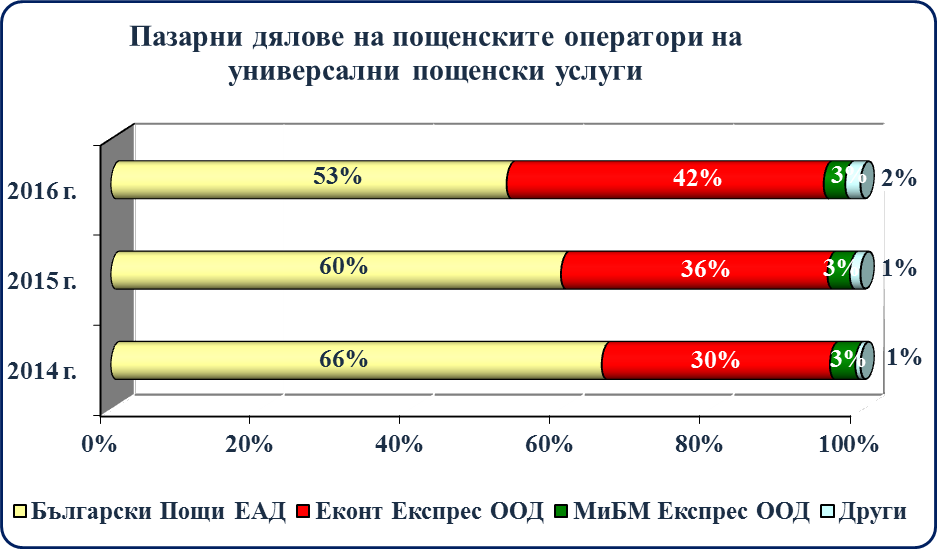 Пазарни дялове на пощенските оператори на
универсални пощенски услуги
2016 г.
53%
42%
3%
2%
2015 г.
60%
36%
3%
1%
2014 г.
66%
30%
3%
1%
0%
20%
40%
60%
80%
100%
Български Пощи ЕАД
Еконт Експрес ООД
МиБМ Експрес ООД
Други